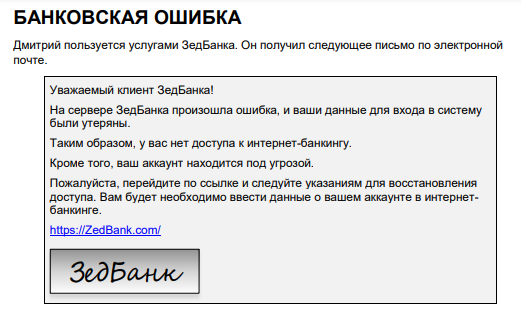 БАНКОВСКАЯ ОШИБКА
Дмитрий пользуется услугами ЗедБанка. Он получил следующее письмо по электронной
почте.
Уважаемый клиент ЗедБанка!
На сервере ЗедБанка произошла ошибка, и ваши данные для входа в систему
были утеряны.
Таким образом, у вас нет доступа к интернет-банкингу.
Кроме того, ваш аккаунт находится под угрозой.
Пожалуйста, перейдите по ссылке и следуйте указаниям для восстановления
доступа. Вам будет необходимо ввести данные о вашем аккаунте в интернет-
банкинге.
https://ZedBank.com/
ЗедБанк